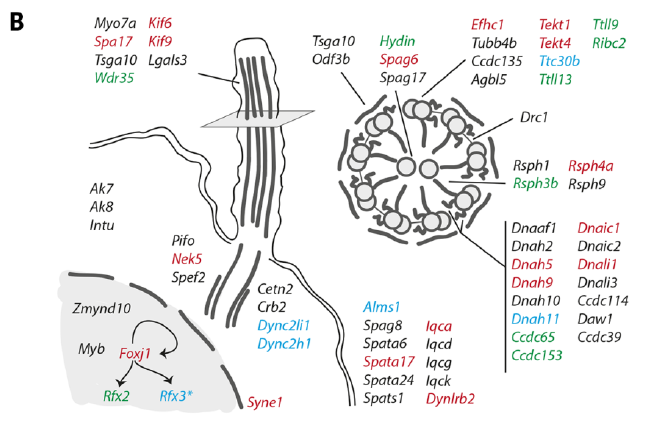 B
Myo7a Kif6
Spa17 Kif9
Tsga10 Lgals3
Wdr35
Tsga10 Hydin
Odf3b Spag6
Spag17
Efhc1 Tekt1 Ttll9
Tubb4b Tekt4 Ribc2
Ccdc135 Ttc30b
Agbl5 Ttll13
Drc1
Rsph1 Rsph4a
Rsph3b Rsph9
Ak7
Ak8
Intu
Pifo
Nek5
Spef2
Cetn2
Crb2
Dync2li1
Dync2h1
Dnaaf1 Dnaic1
Dnah2 Dnaic2
Dnah5 Dnali1
Dnah9 Dnali3
Dnah10 Ccdc114
Dnah11 Daw1
Ccdc65 Ccdc39
Ccdc153
Alms1
Spag8 Iqca
Spata6 Iqcd
Spata17 Iqcg
Spata24 Iqck
Spats1 Dynlrb2
Zmynd10
Myb Foxj1
Rfx2 Rfx3*
Syne1